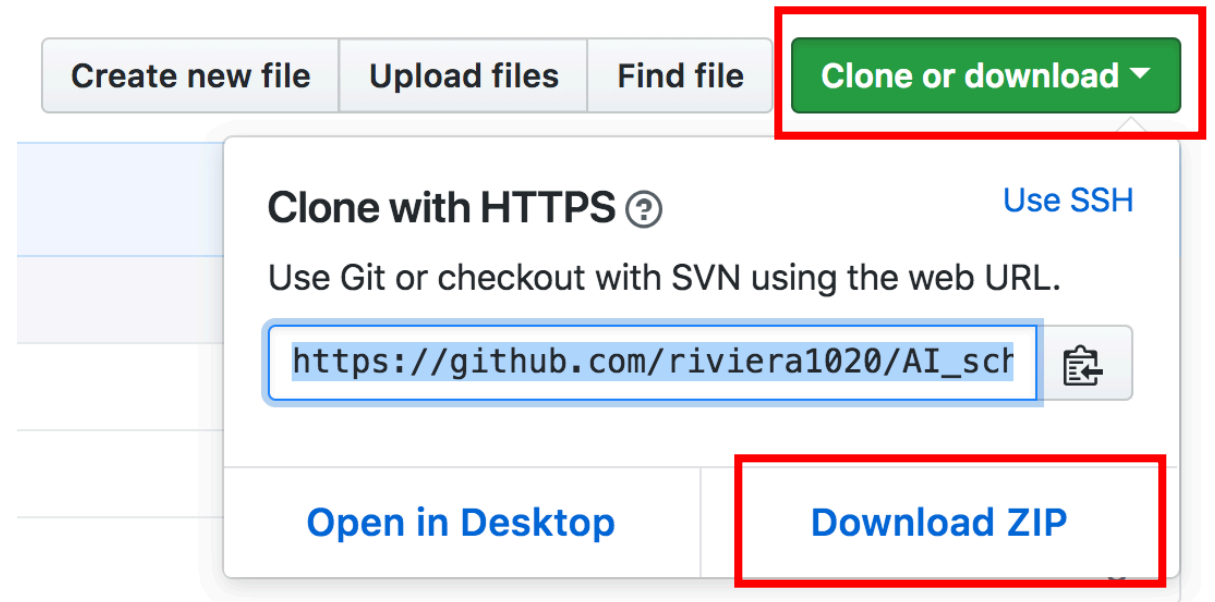 Create new file
Upload files
Find file
Clone or download
Clone with HTTPS
Use SSH
Use Git or checkout with SVN using the web URL.
https://github.com/riviera1020/AI_sch
Open in Desktop
Download ZIP